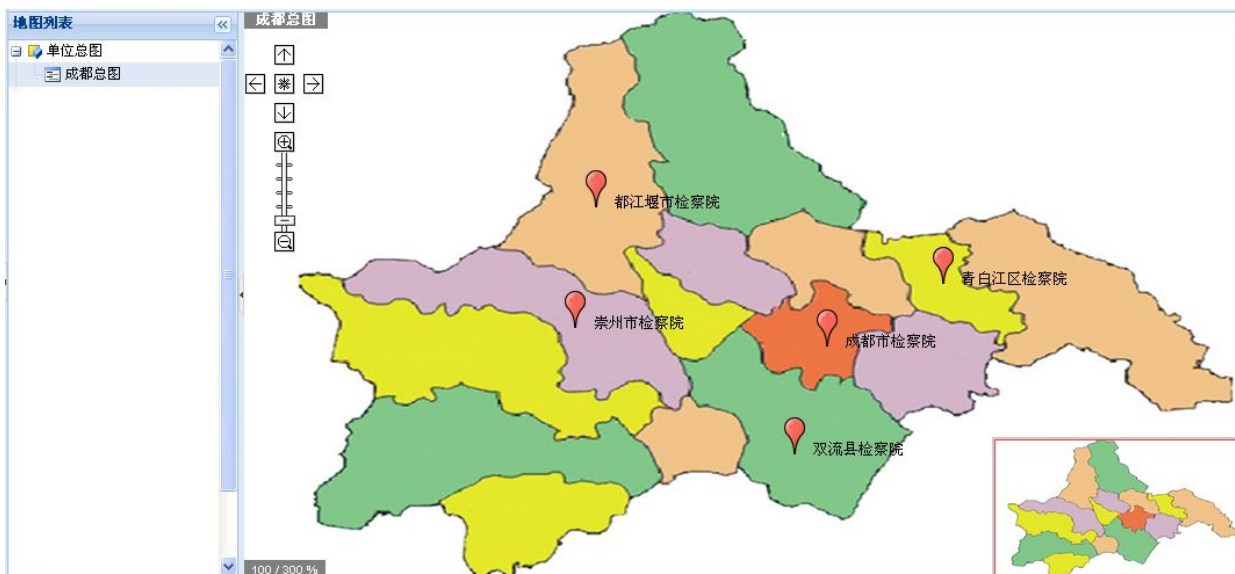 地图列表
单位总图
成都总图
成都总图
都江堰市检察院
青白江区检察院
崇州市检察院
成都市检察院
双流县检察院
100 / 300 %